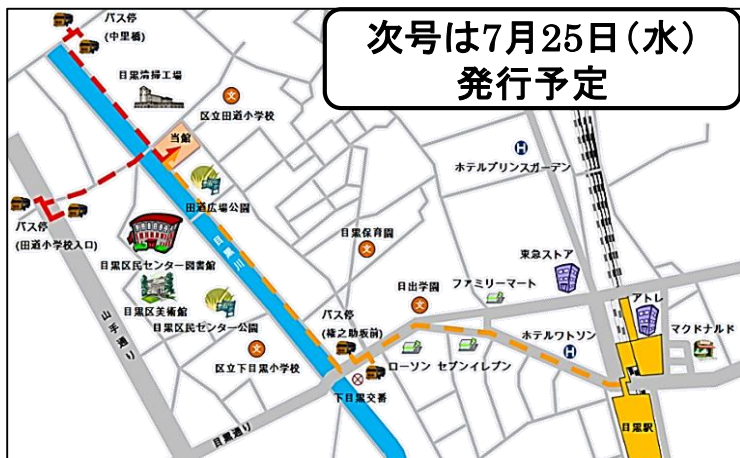 次号は7月25日(水)
発行予定
バス停
(中里橋)
目黒清掃工場
文
区立田道小学校
当館
H
ホテルプリンスガーデン
バス停
(田道小学校入口)
田道広場公園
目黒川
目黒保育園
文
東急ストア
目黒区民センター図書館
目黒区美術館
目黒区民センター公園
山手通り
日出学園
文
ファミリーマート
アトレ
バス停
(権之助坂前)
ホテルワトソン
H
マクドナルド
文
区立下目黒小学校
ローソン
セブンイレブン
下目黒交番
目黒通り
目黒駅